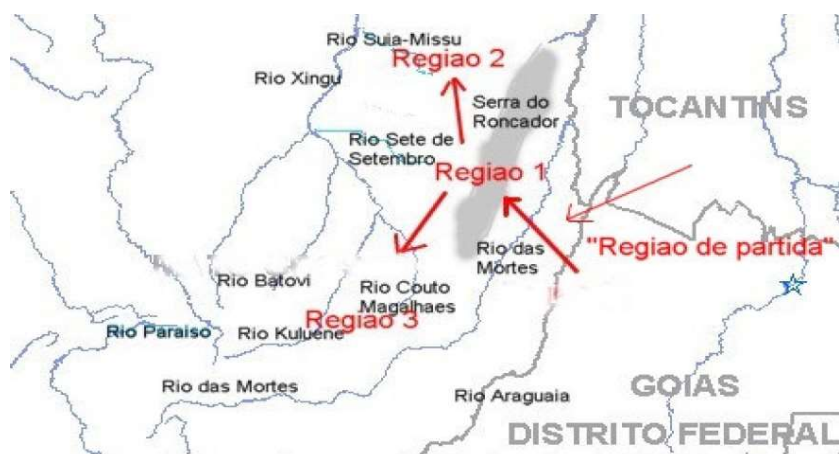 Rio Suia-Missu
Regiao 2
Rio Xingu
Serra do
Roncador
TOCANTINS
Rio Sete de
Setembro
Regiao 1
"Regiao de partida"
Rio das
Mortes
Rio Batovi
Rio Couto
Magalhaes
Regiao 3
Rio Paraiso
Rio Kuluene
Rio das Mortes
Rio Araguaia
GOIAS
DISTRITO FEDERAL